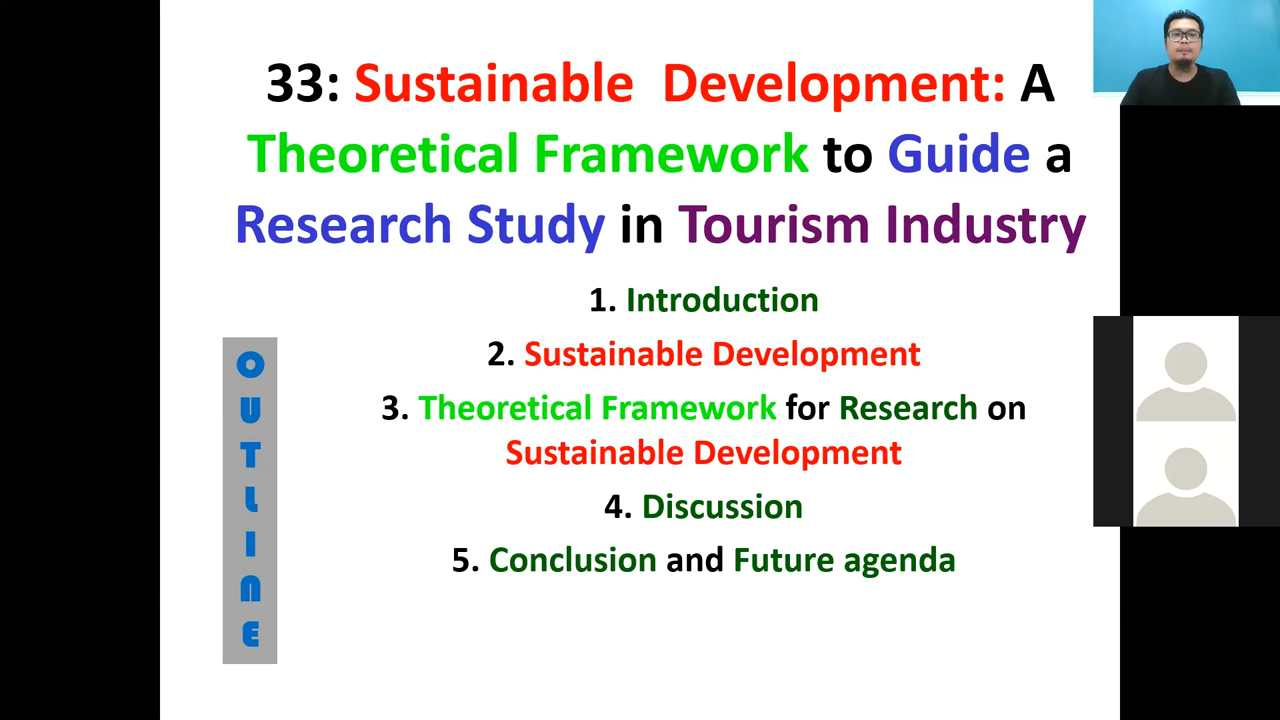 33: Sustainable Development: A
Theoretical Framework to Guide a
Research Study in Tourism Industry
OUTLINE
1. Introduction
2. Sustainable Development
3. Theoretical Framework for Research on
Sustainable Development
4. Discussion
5. Conclusion and Future agenda